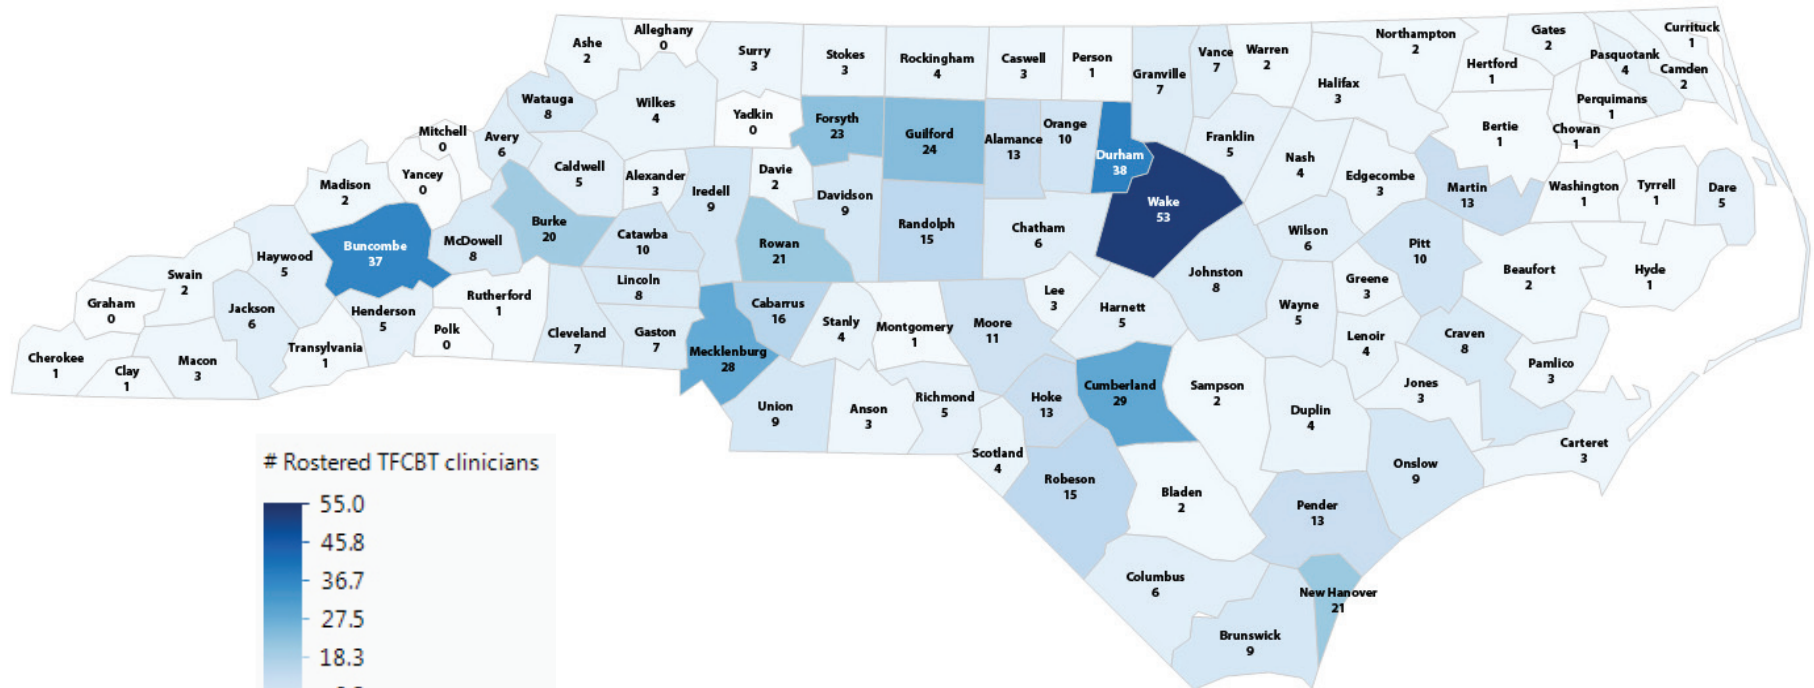 Ashe
2
Alleghany
0
Surry
3
Stokes
3
Rockingham
4
Caswell
3
Person
1
Granville
7
Vance
7
Warren
2
Halifax
3
Northampton
2
Hertford
1
Gates
2
Pasquotank
4
Currituck
1
Camden
2
Perquimans
1
Chowan
1
Bertie
1
Watauga
8
Wilkes
4
Yadkin
0
Forsyth
23
Guilford
24
Alamance
13
Orange
10
Durham
38
Franklin
5
Nash
4
Edgecombe
3
Martin
13
Washington
1
Tyrrell
1
Dare
5
Mitchell
0
Avery
6
Caldwell
5
Alexander
3
Iredell
9
Davie
2
Davidson
9
Randolph
15
Chatham
6
Wake
53
Wilson
6
Pitt
10
Beaufort
2
Hyde
1
Madison
2
Yancey
0
Buncombe
37
McDowell
8
Burke
20
Catawba
10
Rowan
21
Lincoln
8
Haywood
5
Swain
2
Graham
0
Jackson
6
Henderson
5
Rutherford
1
Polk
0
Cleveland
7
Gaston
7
Transylvania
1
Macon
3
Clay
1
Cherokee
1
Mecklenburg
28
Cabarrus
16
Stanly
4
Montgomery
1
Moore
11
Lee
3
Harnett
5
Johnston
8
Wayne
5
Greene
3
Lenoir
4
Craven
8
Pamlico
3
Jones
3
Union
9
Anson
3
Richmond
5
Scotland
4
Hoke
13
Cumberland
29
Sampson
2
Duplin
4
Onslow
9
Carteret
3
Robeson
15
Bladen
2
Pender
13
Columbus
6
Brunswick
9
New Hanover
21
# Rostered TFCBT clinicians
55.0
45.8
36.7
27.5
18.3